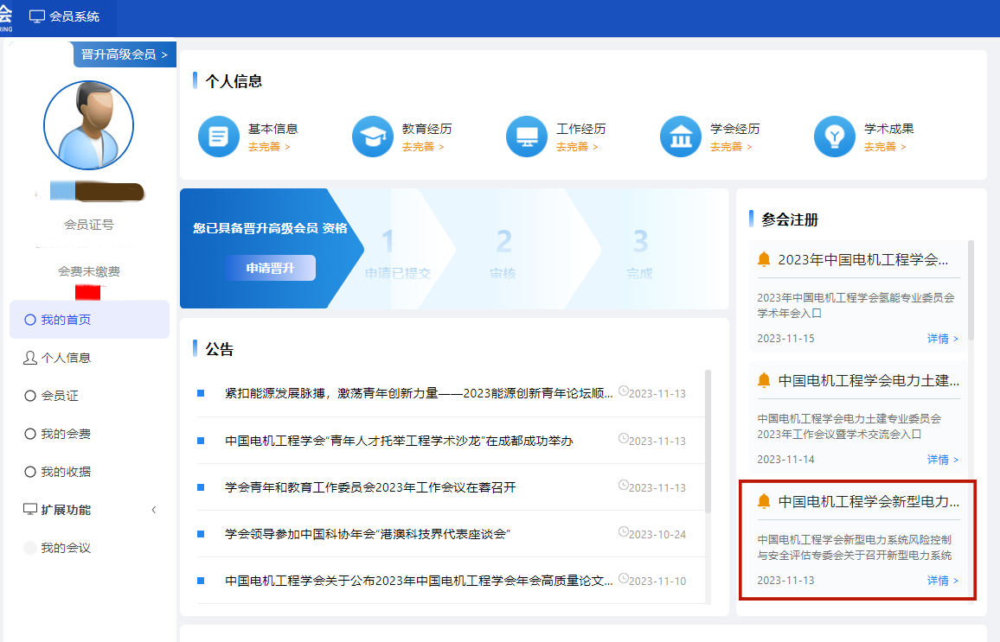 会
RING
会员系统
晋升高级会员 >
会员证号
会费未缴费
我的首页
个人信息
会员证
我的会费
我的收据
扩展功能
我的会议
个人信息
基本信息
去完善 >
教育经历
去完善 >
工作经历
去完善 >
学会经历
去完善 >
学术成果
去完善 >
您已具备晋升高级会员 资格
申请晋升
1
申请已提交
2
审核
3
完成
公告
紧扣能源发展脉搏，激荡青年创新力量——2023能源创新青年论坛顺... 2023-11-13
中国电机工程学会“青年人才托举工程学术沙龙”在成都成功举办 2023-11-13
学会青年和教育工作委员会2023年工作会议在蓉召开 2023-11-13
学会领导参加中国科协年会“港澳科技界代表座谈会” 2023-10-24
中国电机工程学会关于公布2023年中国电机工程学会年会高质量论文... 2023-11-10
参会注册
2023年中国电机工程学会...
2023年中国电机工程学会氢能专业委员会
学术年会入口
2023-11-15 详情 >
中国电机工程学会电力土建...
中国电机工程学会电力土建专业委员会
2023年工作会议暨学术交流会入口
2023-11-14 详情 >
中国电机工程学会新型电力...
中国电机工程学会新型电力系统风险控制
与安全评估专委会关于召开新型电力系统
2023-11-13 详情 >